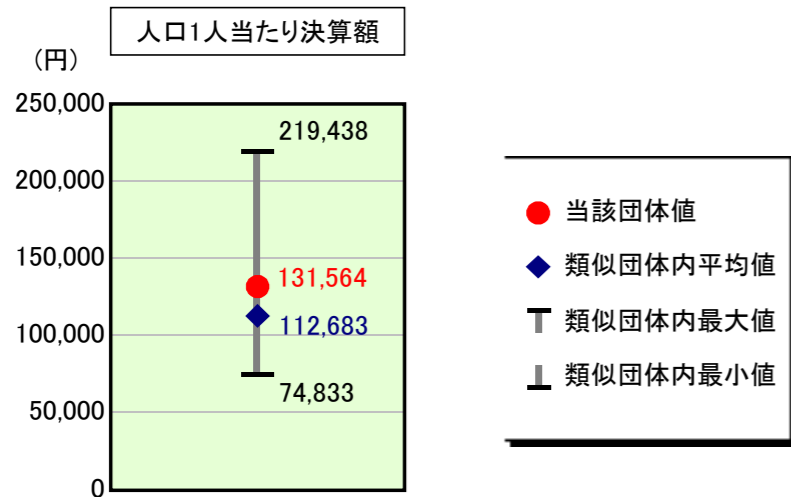 人口1人当たり決算額
(円)
250,000
200,000
150,000
100,000
50,000
0
219,438
131,564
112,683
74,833
当該団体値
類似団体内平均値
類似団体内最大値
類似団体内最小値